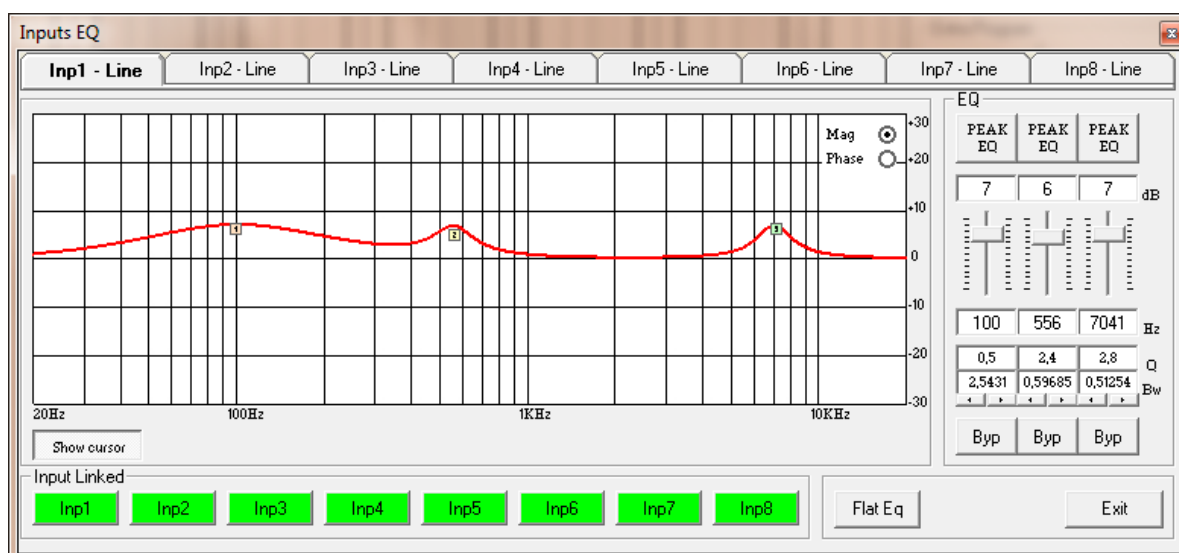 Inputs EQ
Inp1 - Line Inp2 - Line Inp3 - Line Inp4 - Line Inp5 - Line Inp6 - Line Inp7 - Line Inp8 - Line
Mag
Phase
+30
+20
+10
0
-10
-20
-30
1 2 3
20Hz 100Hz 1KHz 10KHz
Show cursor
EQ
PEAK EQ PEAK EQ PEAK EQ
7 6 7 dB
100 556 7041 Hz
0,5 2,4 2,8 Q
2,5431 0,59685 0,51254 Bw
Byp Byp Byp
Input Linked
Inp1 Inp2 Inp3 Inp4 Inp5 Inp6 Inp7 Inp8
Flat Eq Exit